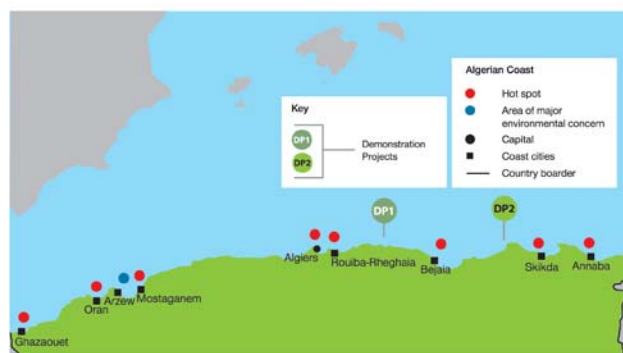 Key
DP1
DP2
Demonstration
Projects
Algerian Coast
Hot spot
Area of major
environmental concern
Capital
Coast cities
Country boarder
DP1
DP2
Algiers
Rouiba-Rheghaia
Bejaia
Skikda
Annaba
Mostaganem
Arzew
Oran
Ghazaouet